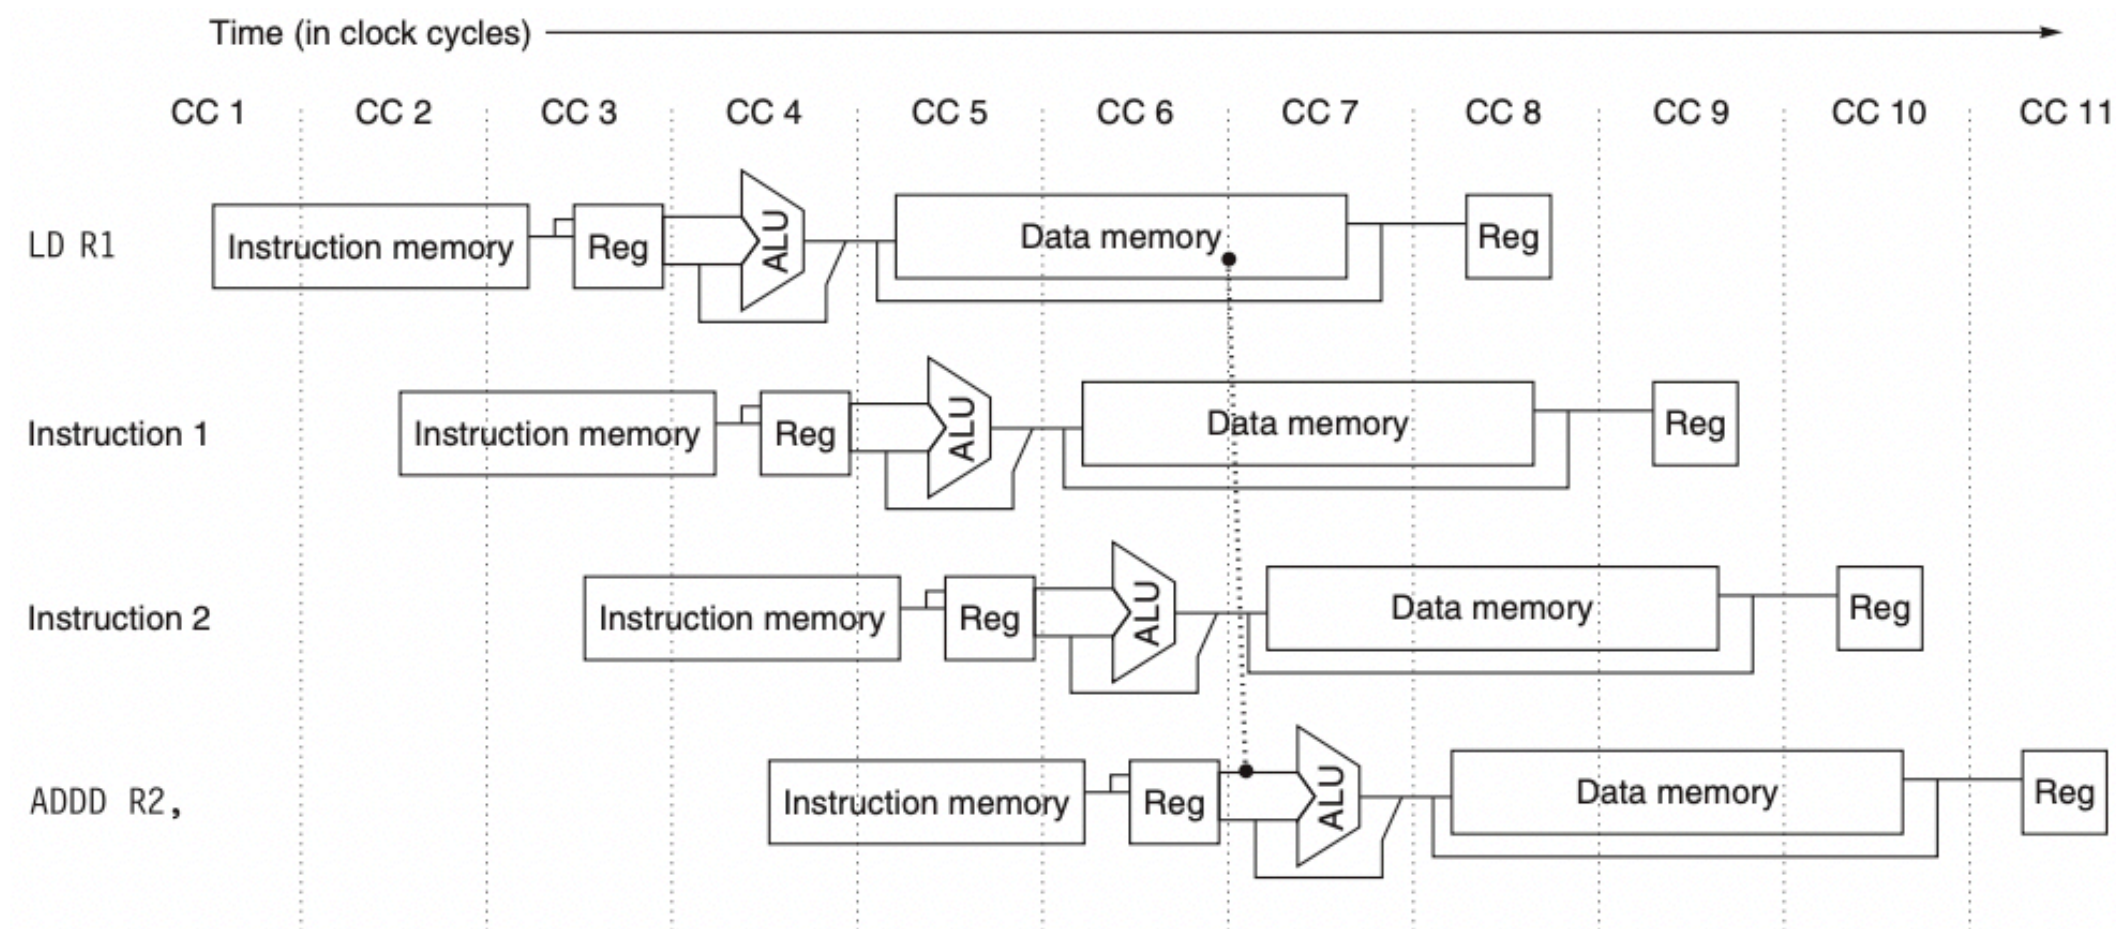 Time (in clock cycles)
CC 1 CC 2 CC 3 CC 4 CC 5 CC 6 CC 7 CC 8 CC 9 CC 10 CC 11
LD R1 Instruction memory Reg ALU Data memory Reg
Instruction 1 Instruction memory Reg ALU Data memory Reg
Instruction 2 Instruction memory Reg ALU Data memory Reg
ADDD R2, Instruction memory Reg ALU Data memory Reg